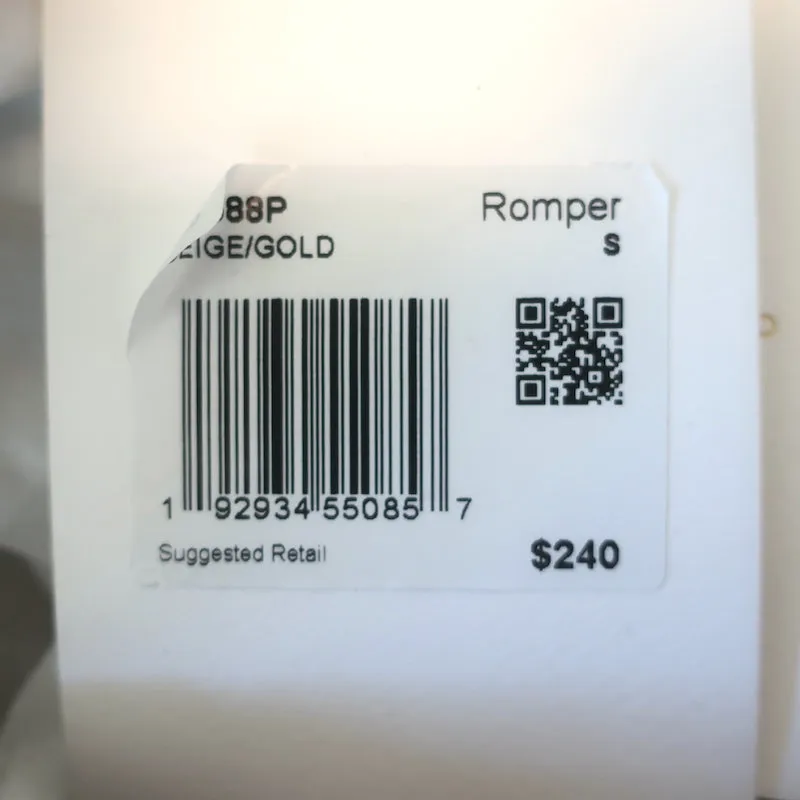 88P
Romper
EIGE/GOLD
S
1 92934 55085 7
Suggested Retail
$240